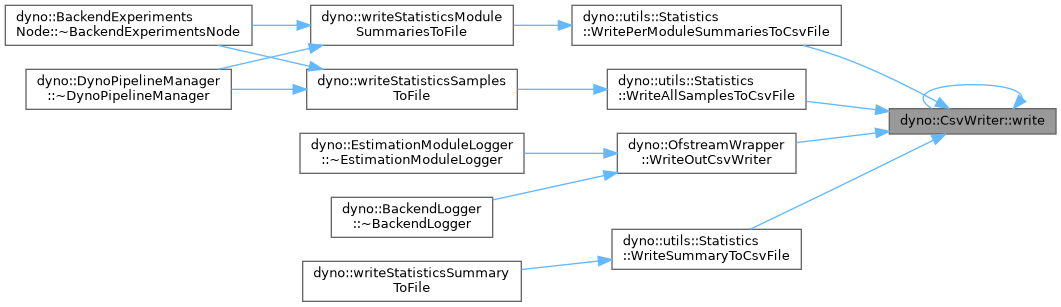 dyno::BackendExperiments
Node::~BackendExperimentsNode
dyno::writeStatisticsModule
SummariesToFile
dyno::utils::Statistics
::WritePerModuleSummariesToCsvFile
dyno::DynoPipelineManager
::~DynoPipelineManager
dyno::writeStatisticsSamples
ToFile
dyno::utils::Statistics
::WriteAllSamplesToCsvFile
dyno::CsvWriter::write
dyno::EstimationModuleLogger
::~EstimationModuleLogger
dyno::OfstreamWrapper
::WriteOutCsvWriter
dyno::BackendLogger
::~BackendLogger
dyno::utils::Statistics
::WriteSummaryToCsvFile
dyno::writeStatisticsSummary
ToFile